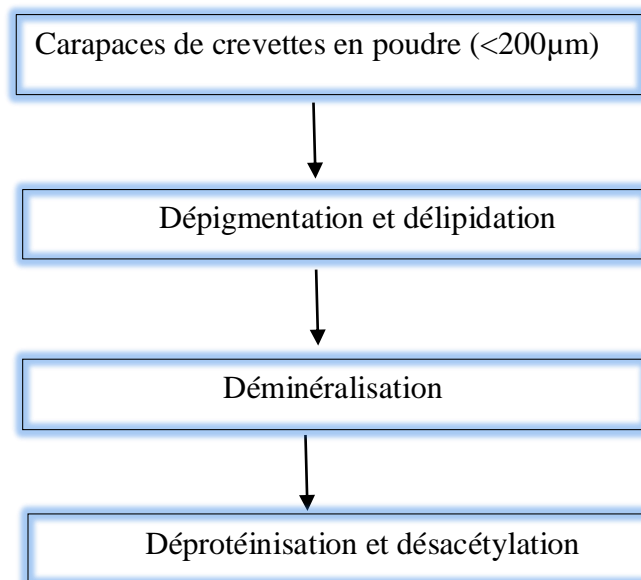 Carapaces de crevettes en poudre (<200µm)
Dépigmentation et délipidation
Déminéralisation
Déprotéinisation et désacétylation